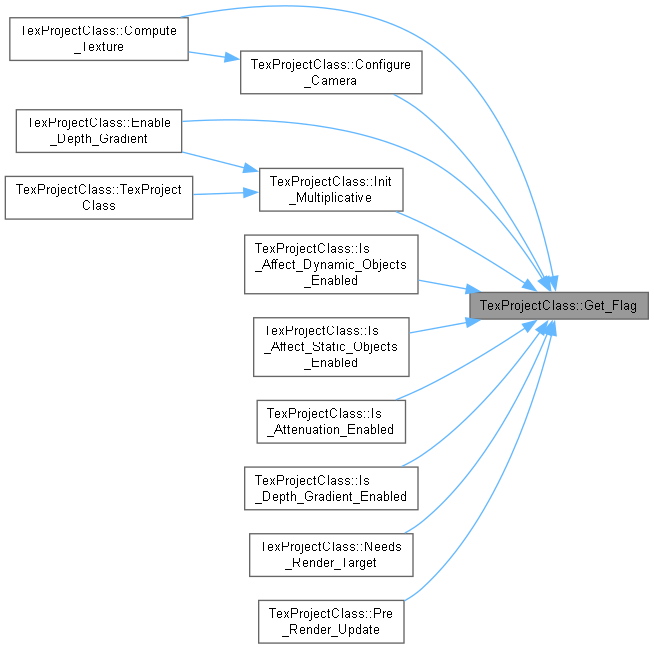 TexProjectClass::Compute
_Texture
TexProjectClass::Configure
_Camera
TexProjectClass::Enable
_Depth_Gradient
TexProjectClass::Init
_Multiplicative
TexProjectClass::TexProject
Class
TexProjectClass::Is
_Affect_Dynamic_Objects
_Enabled
TexProjectClass::Get_Flag
TexProjectClass::Is
_Affect_Static_Objects
_Enabled
TexProjectClass::Is
_Attenuation_Enabled
TexProjectClass::Is
_Depth_Gradient_Enabled
TexProjectClass::Needs
_Render_Target
TexProjectClass::Pre
_Render_Update